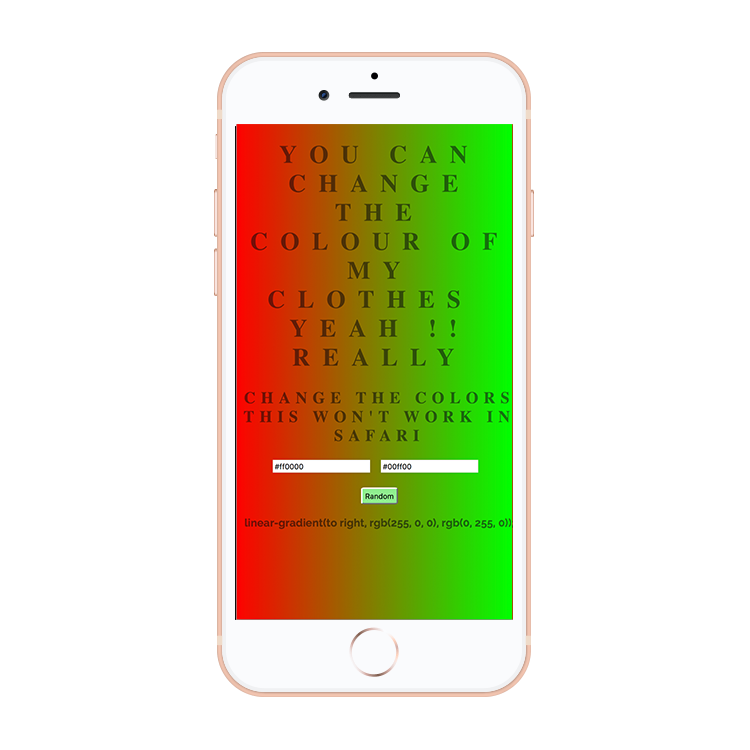 YOU CAN
CHANGE
THE
COLOUR OF
MY
CLOTHES
YEAH !!
REALLY
CHANGE THE COLORS
THIS WON'T WORK IN
SAFARI
#ff0000 #00ff00
Random
linear-gradient(to right, rgb(255, 0, 0), rgb(0, 255, 0))